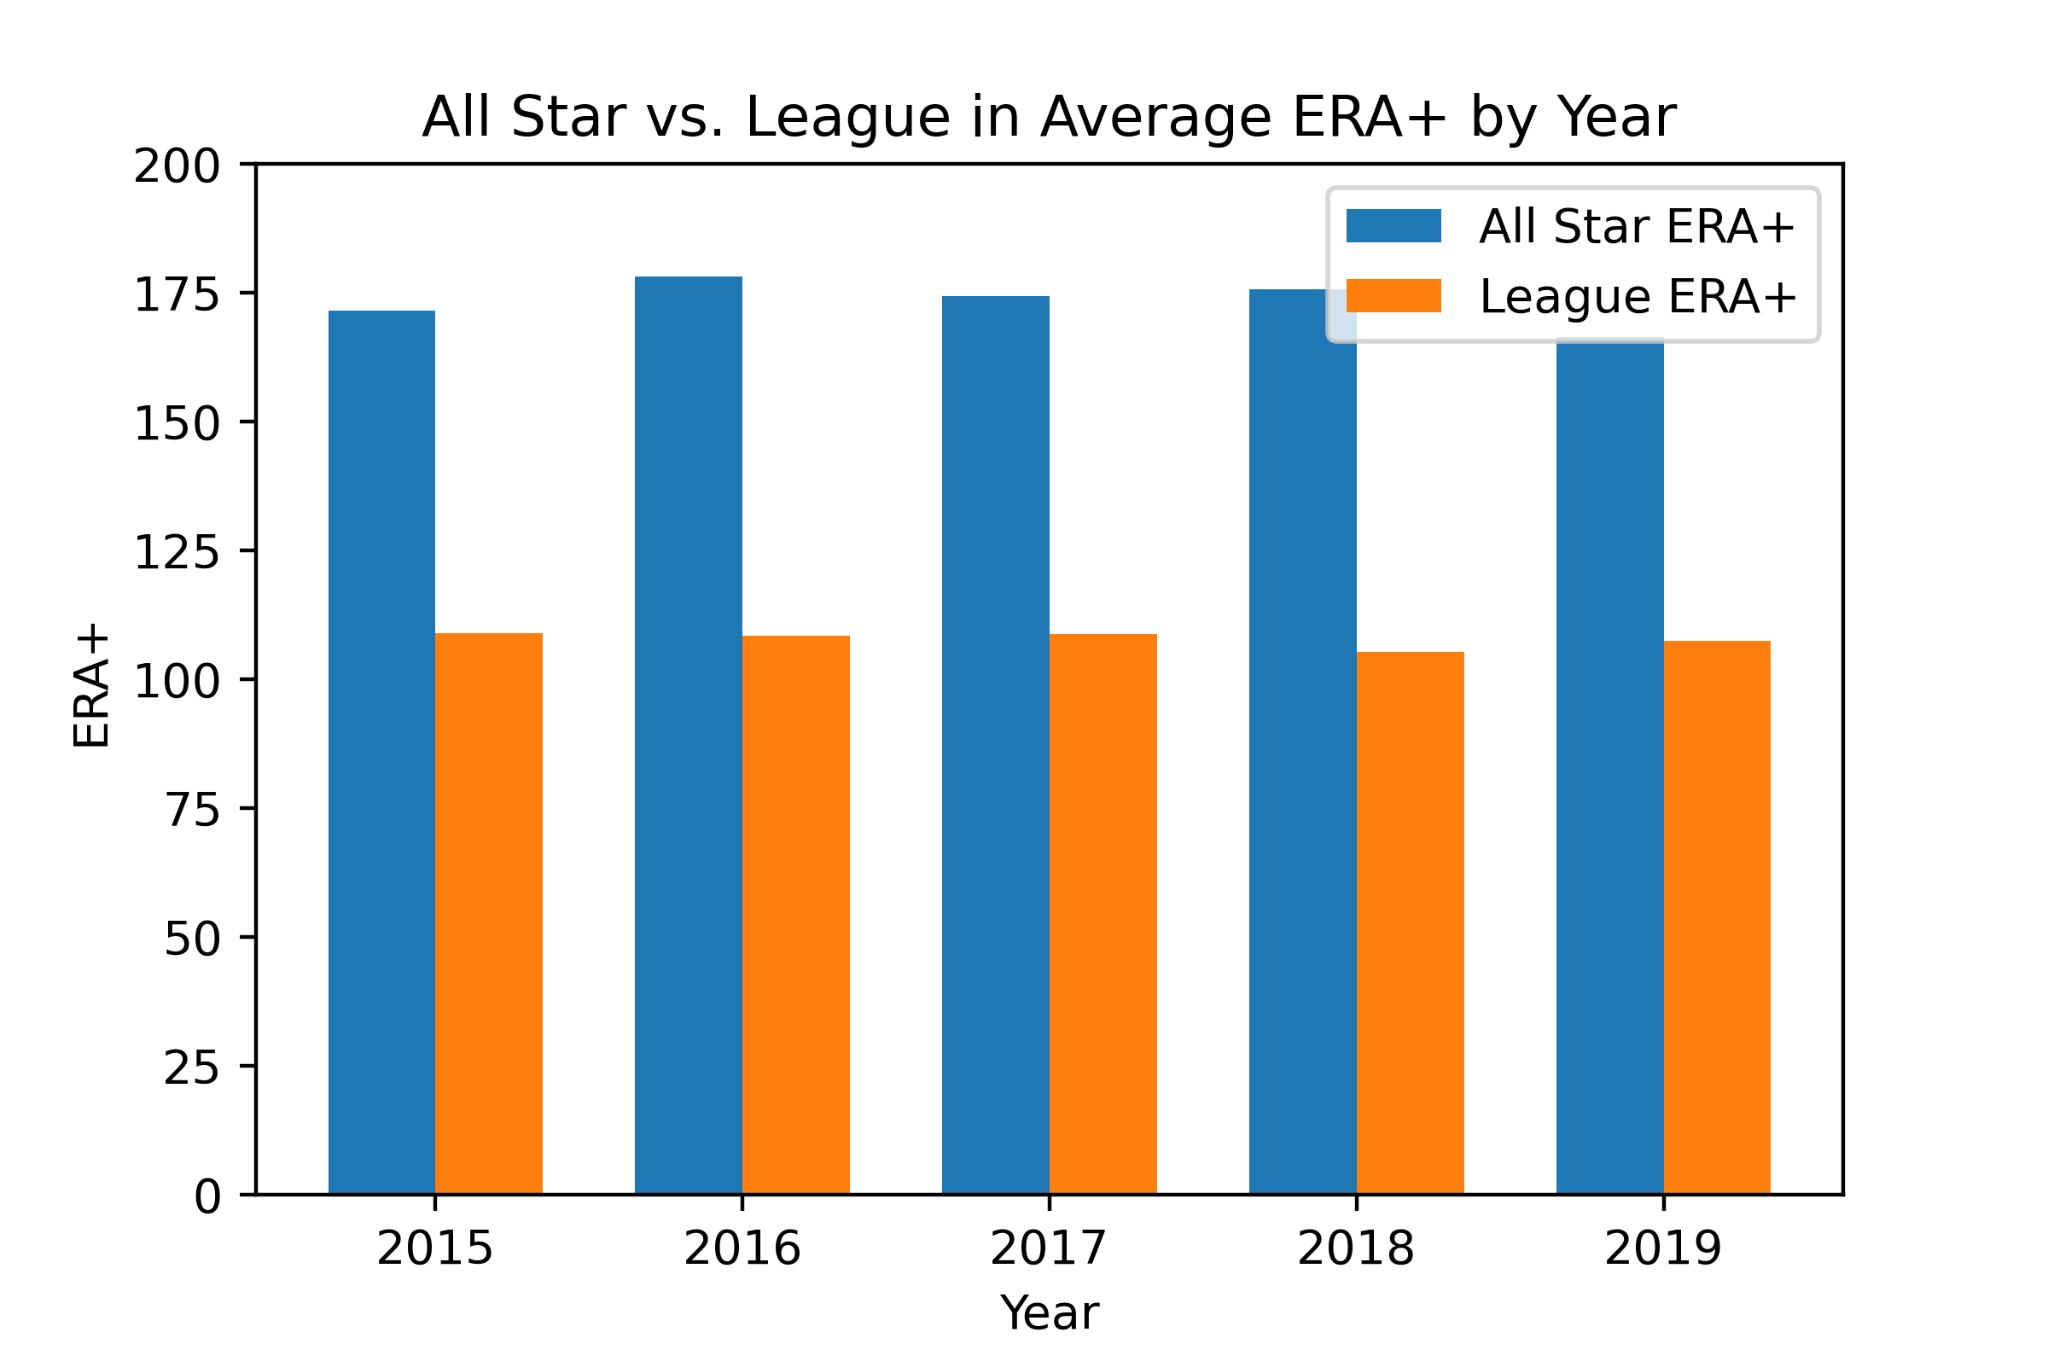 All Star vs. League in Average ERA+ by Year
200
175
150
125
100
75
50
25
0
ERA+
All Star ERA+
League ERA+
2015 2016 2017 2018 2019
Year